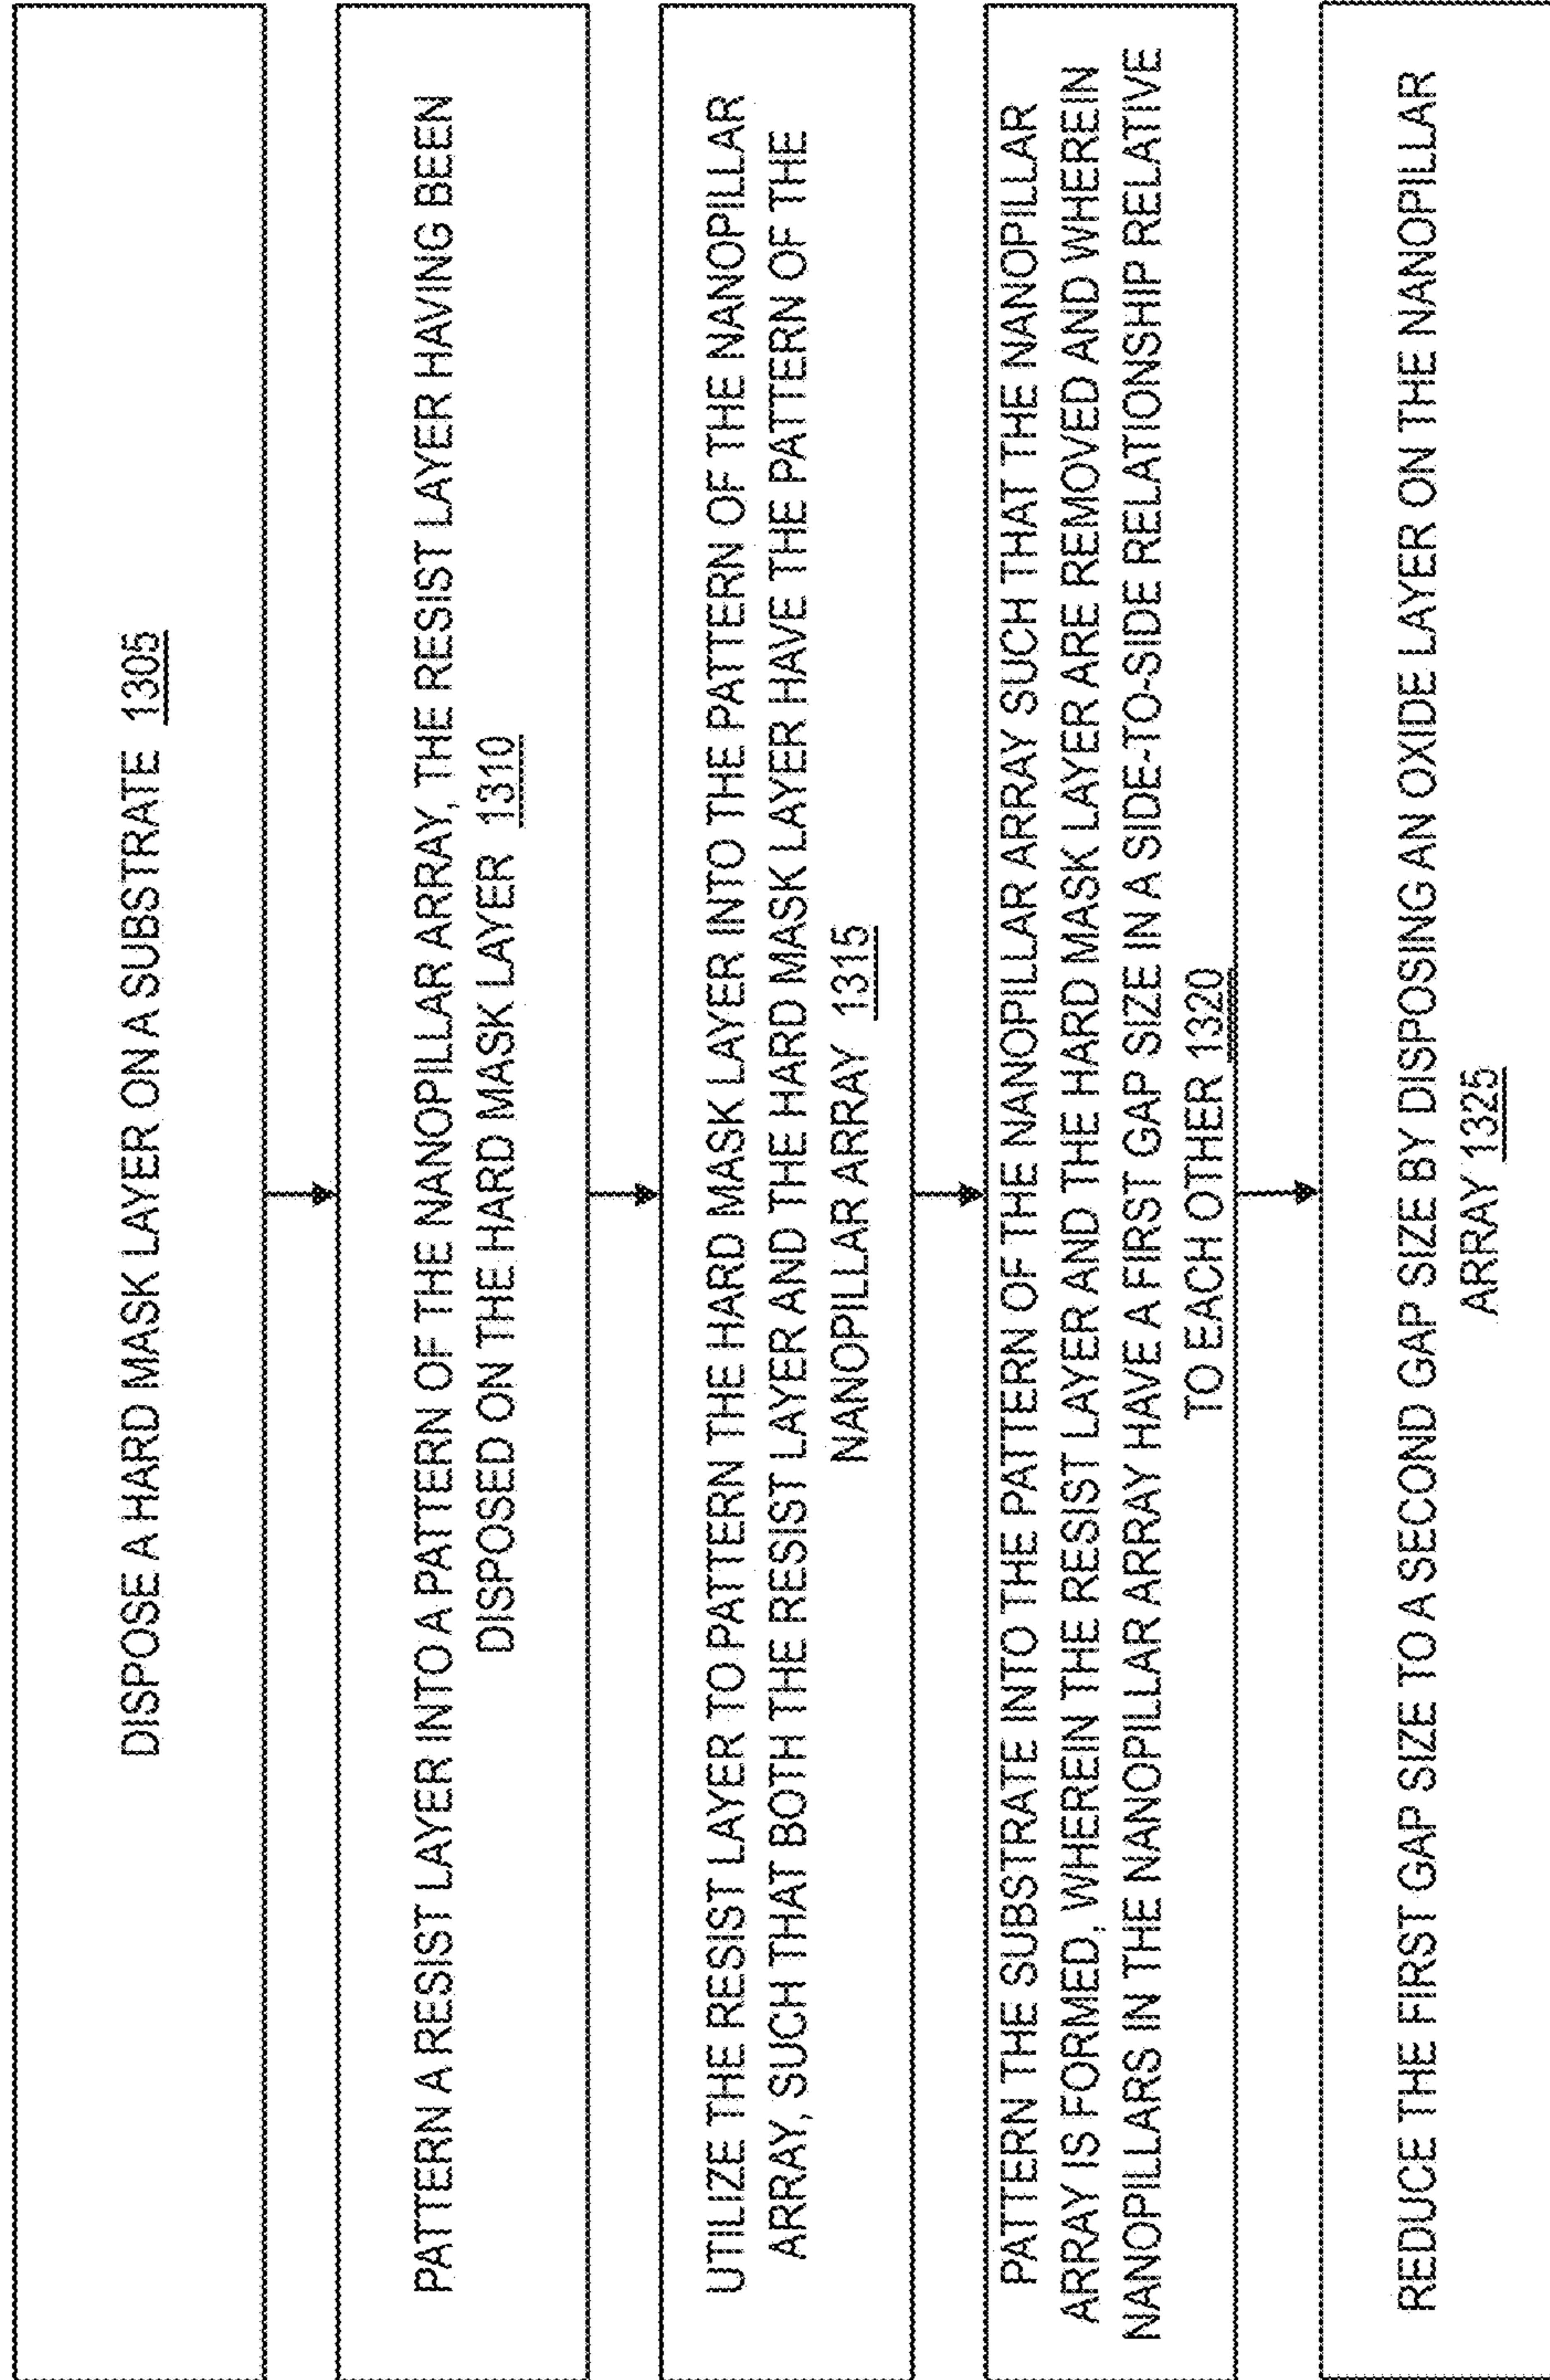 DISPOSE A HARD MASK LAYER ON A SUBSTRATE 1305
PATTERN A RESIST LAYER INTO A PATTERN OF THE NANOPILLAR ARRAY, THE RESIST LAYER HAVING BEEN
DISPOSED ON THE HARD MASK LAYER 1310
UTILIZE THE RESIST LAYER TO PATTERN THE HARD MASK LAYER INTO THE PATTERN OF THE NANOPILLAR
ARRAY, SUCH THAT BOTH THE RESIST LAYER AND THE HARD MASK LAYER HAVE THE PATTERN OF THE
NANOPILLAR ARRAY 1315
PATTERN THE SUBSTRATE INTO THE PATTERN OF THE NANOPILLAR ARRAY SUCH THAT THE NANOPILLAR
ARRAY IS FORMED, WHEREIN THE RESIST LAYER AND THE HARD MASK LAYER ARE REMOVED AND WHEREIN
NANOPILLARS IN THE NANOPILLAR ARRAY HAVE A FIRST GAP SIZE IN A SIDE-TO-SIDE RELATIONSHIP RELATIVE
TO EACH OTHER 1320
REDUCE THE FIRST GAP SIZE TO A SECOND GAP SIZE BY DISPOSING AN OXIDE LAYER ON THE NANOPILLAR
ARRAY 1325